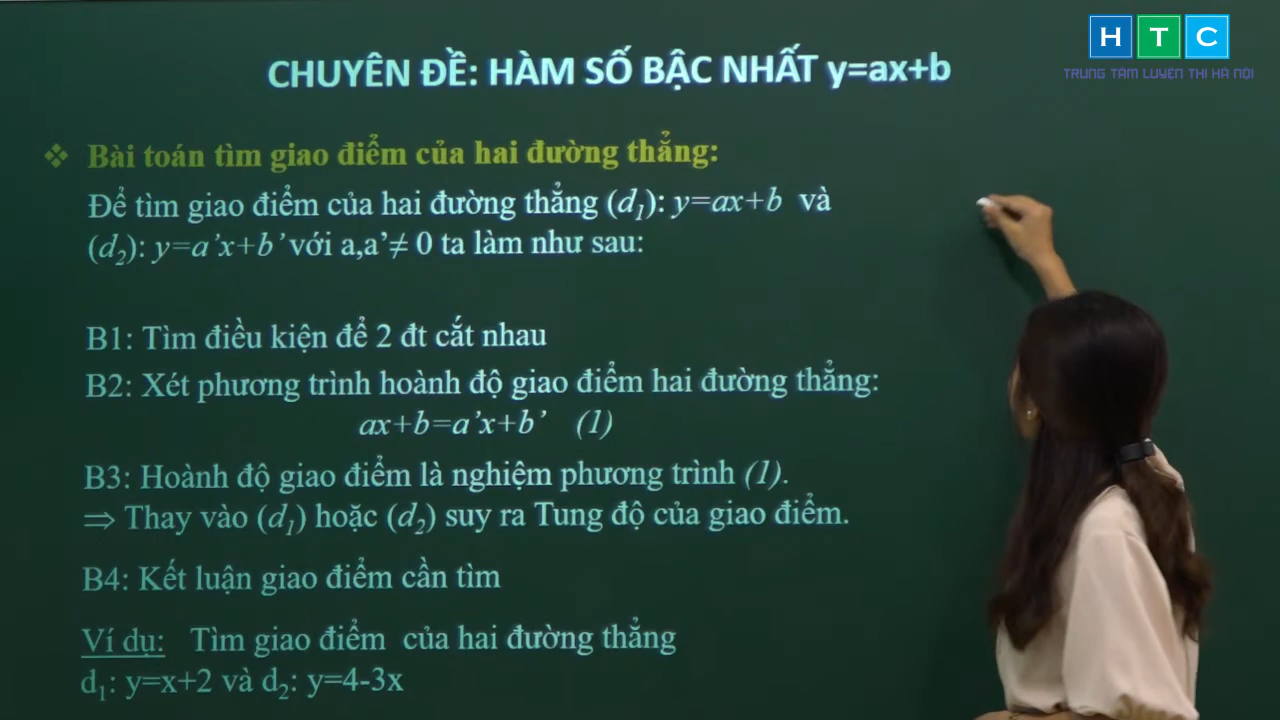 H T C
TRUNG TÂM LUYỆN THI HÀ NỘI
CHUYÊN ĐỀ: HÀM SỐ BẬC NHẤT y=ax+b
❖ Bài toán tìm giao điểm của hai đường thẳng:
Để tìm giao điểm của hai đường thẳng (d₁): y=ax+b và
(d₂): y=a’x+b’ với a,a’≠ 0 ta làm như sau:
B1: Tìm điều kiện để 2 đt cắt nhau
B2: Xét phương trình hoành độ giao điểm hai đường thẳng:
ax+b=a’x+b’ (1)
B3: Hoành độ giao điểm là nghiệm phương trình (1).
⇒ Thay vào (d₁) hoặc (d₂) suy ra Tung độ của giao điểm.
B4: Kết luận giao điểm cần tìm
Ví dụ: Tìm giao điểm của hai đường thẳng
d₁: y=x+2 và d₂: y=4-3x